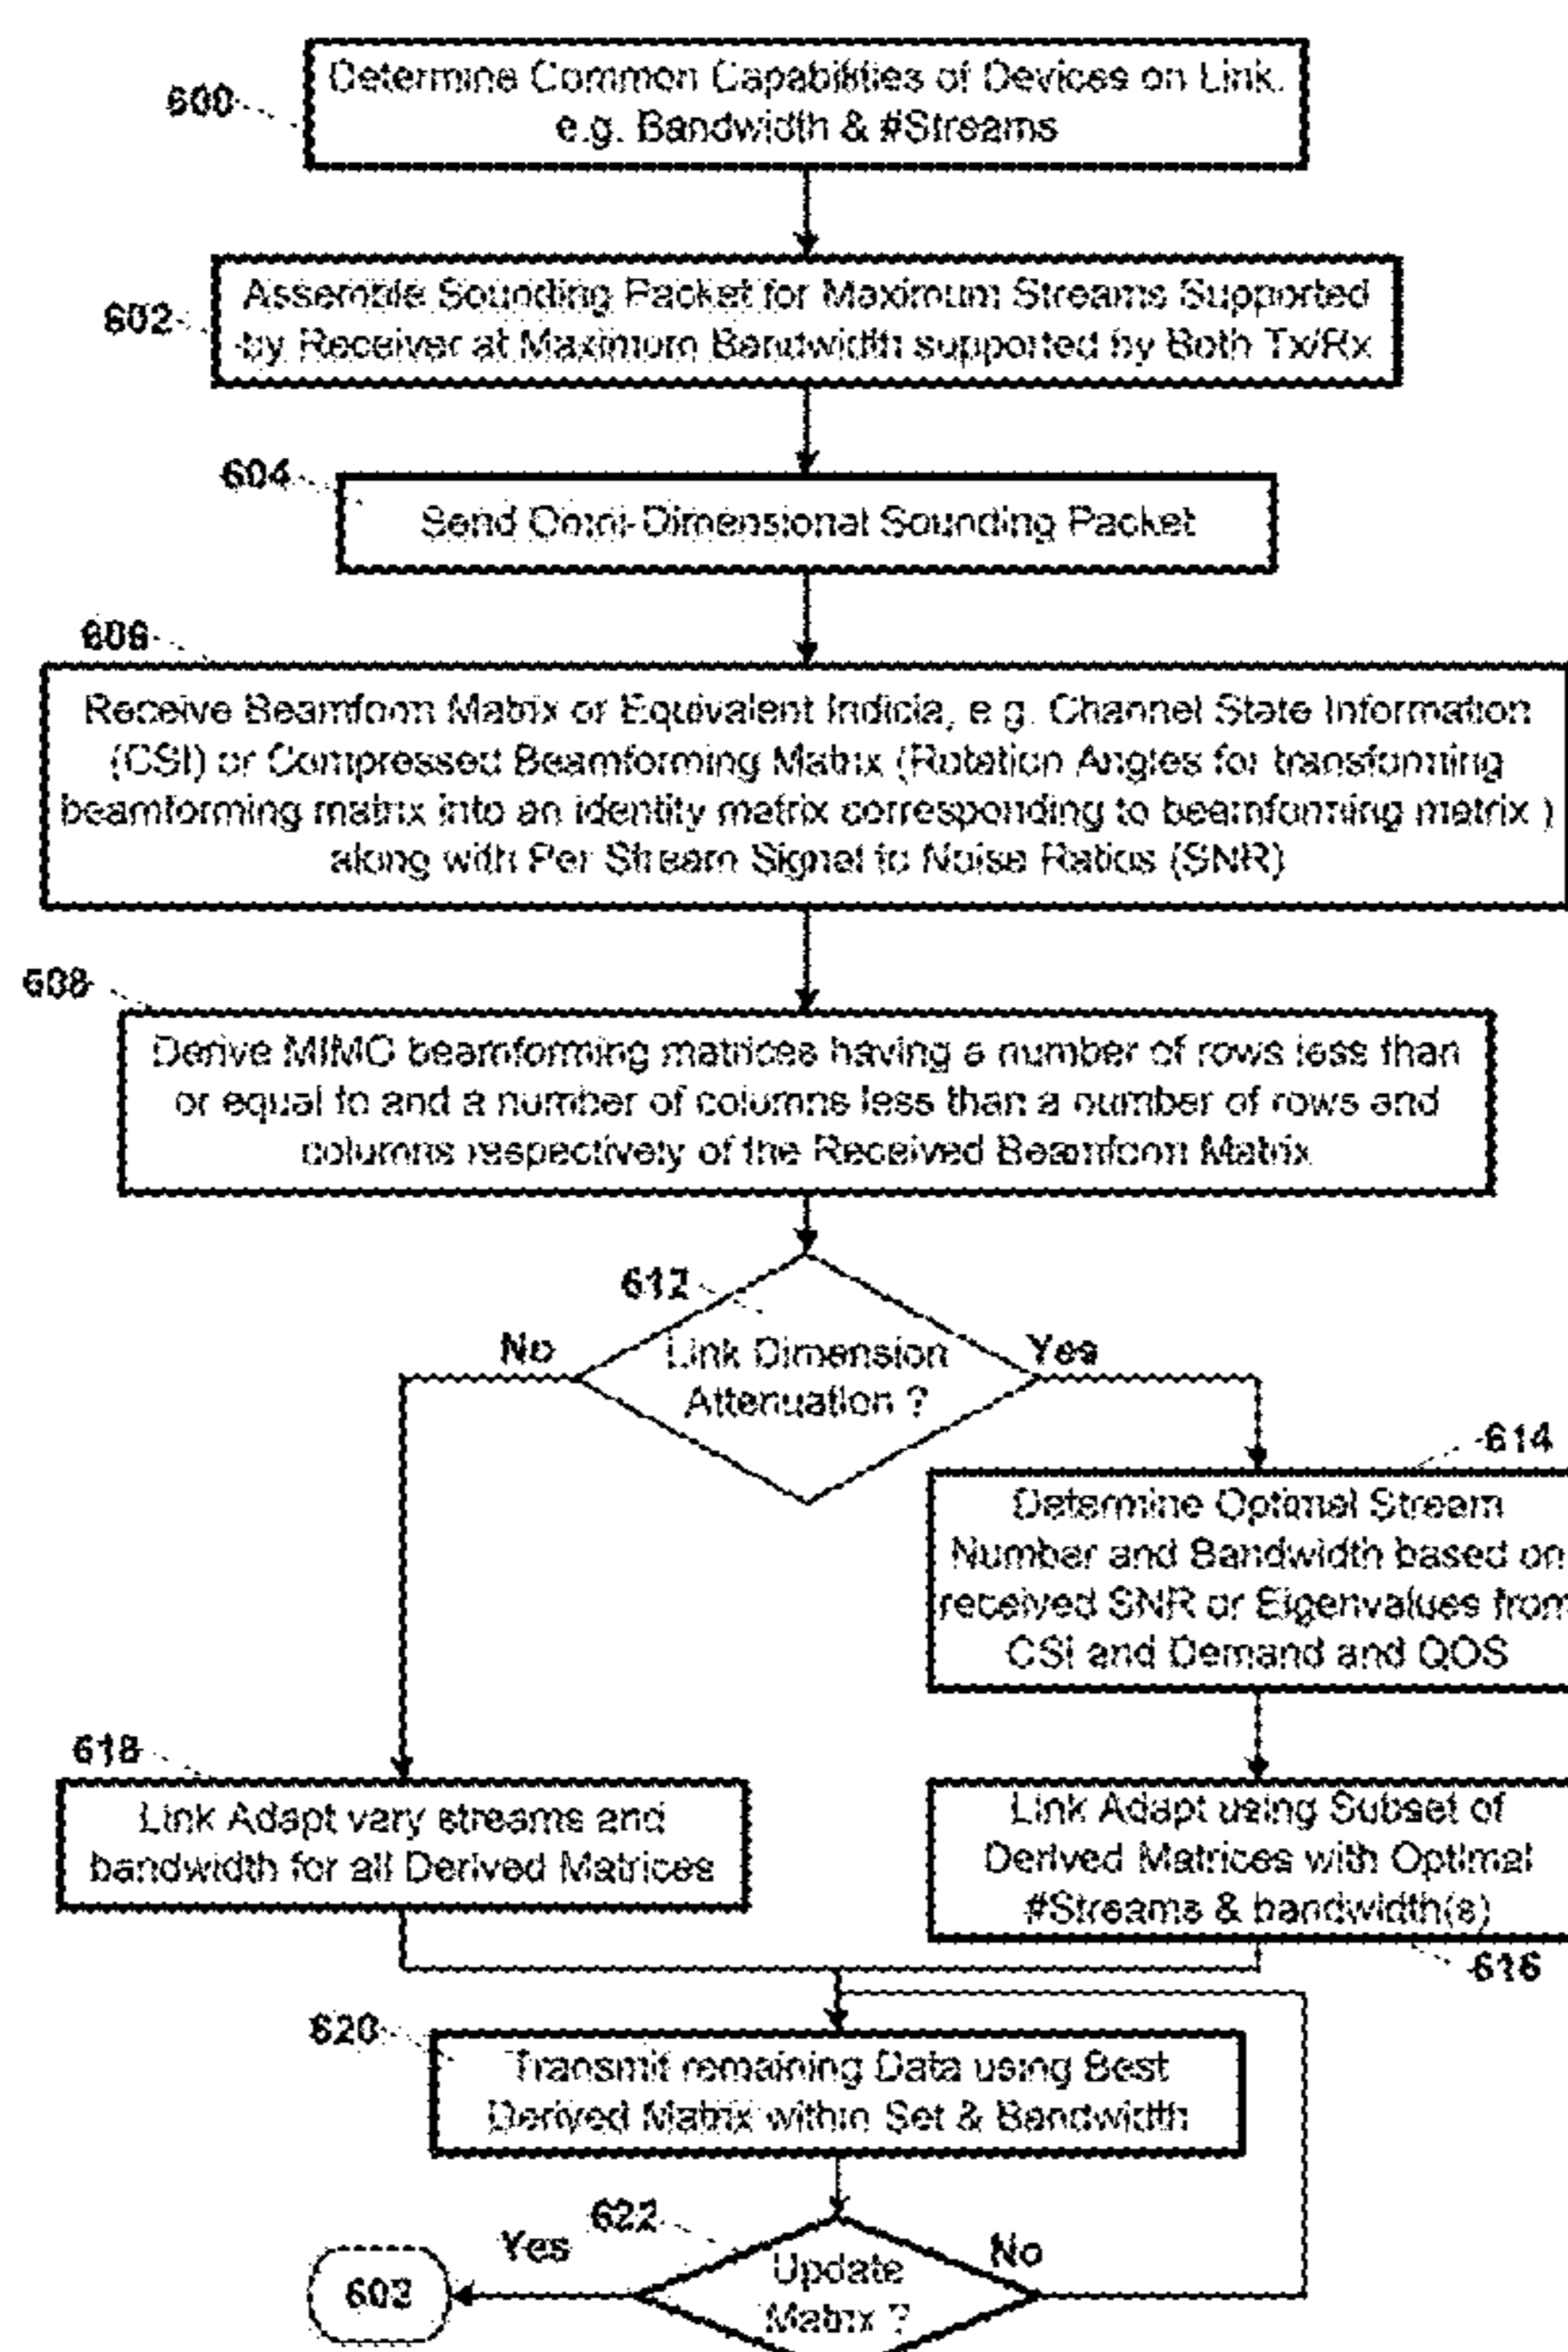 600
Determine Common Capabilities of Devices on Link.
e.g. Bandwidth & #Streams
602
Assemble Sounding Packet for Maximum Streams Supported
by Receiver at Maximum Bandwidth supported by Both Tx/Rx
604
Send Omni-Dimensional Sounding Packet
606
Receive Beamform Matrix or Equivalent Indicia, e.g. Channel State Information
(CSI) or Compressed Beamforming Matrix (Rotation Angles for transforming
beamforming matrix into an identity matrix corresponding to beamforming matrix )
along with Per Stream Signal to Noise Ratios (SNR)
608
Derive MIMO beamforming matrices having a number of rows less than
or equal to and a number of columns less than a number of rows and
columns respectively of the Received Beamform Matrix
612
No
Link Dimension
Attenuation ?
Yes
614
Determine Optimal Stream
Number and Bandwidth based on
received SNR or Eigenvalues from
CSI and Demand and QOS
618
Link Adapt vary streams and
bandwidth for all Derived Matrices
Link Adapt using Subset of
Derived Matrices with Optimal
#Streams & bandwidth(s)
616
620
Transmit remaining Data using Best
Derived Matrix within Set & Bandwidth
622
Yes
No
Update
Matrix ?
602